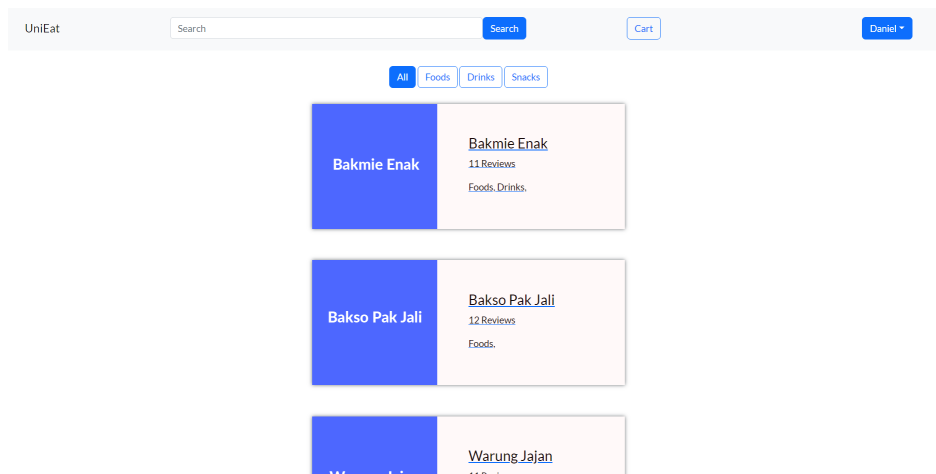 UniEat
Search
Search
Cart
Daniel
All
Foods
Drinks
Snacks
Bakmie Enak
Bakmie Enak
11 Reviews
Foods, Drinks,
Bakso Pak Jali
Bakso Pak Jali
12 Reviews
Foods,
Warung Jajan